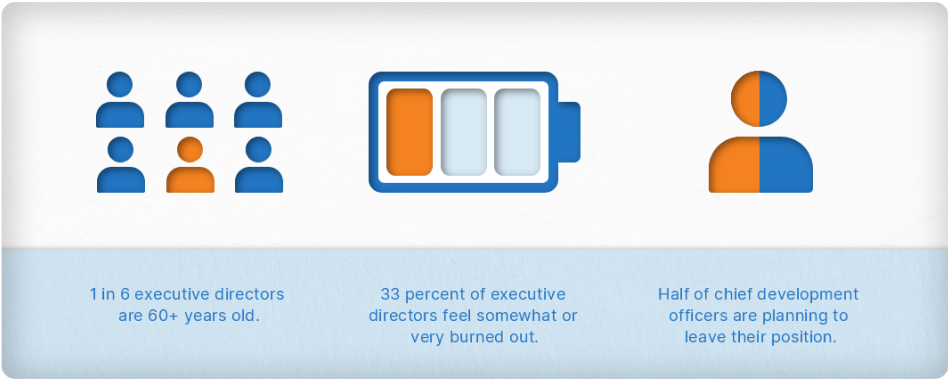 1 in 6 executive directors
are 60+ years old.
33 percent of executive
directors feel somewhat or
very burned out.
Half of chief development
officers are planning to
leave their position.